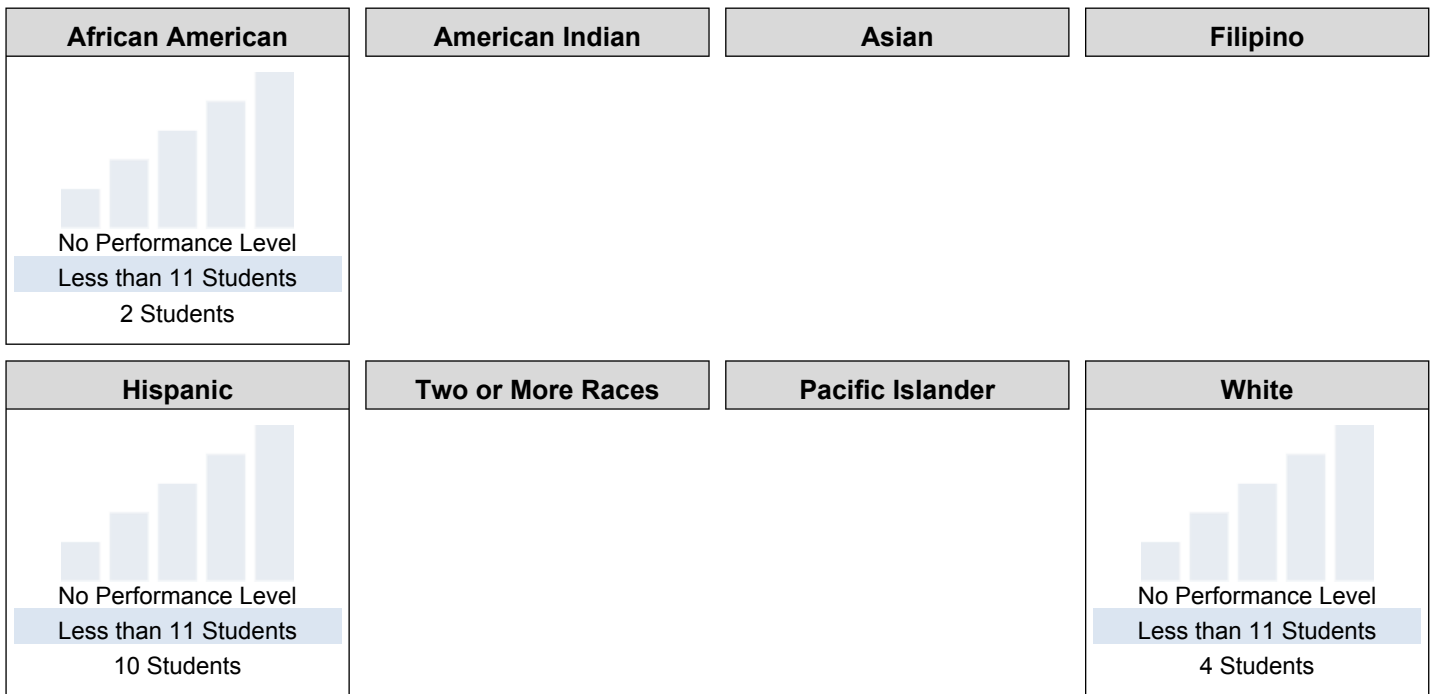 African American
American Indian
Asian
Filipino
No Performance Level
Less than 11 Students
2 Students
Hispanic
Two or More Races
Pacific Islander
White
No Performance Level
Less than 11 Students
10 Students
No Performance Level
Less than 11 Students
4 Students